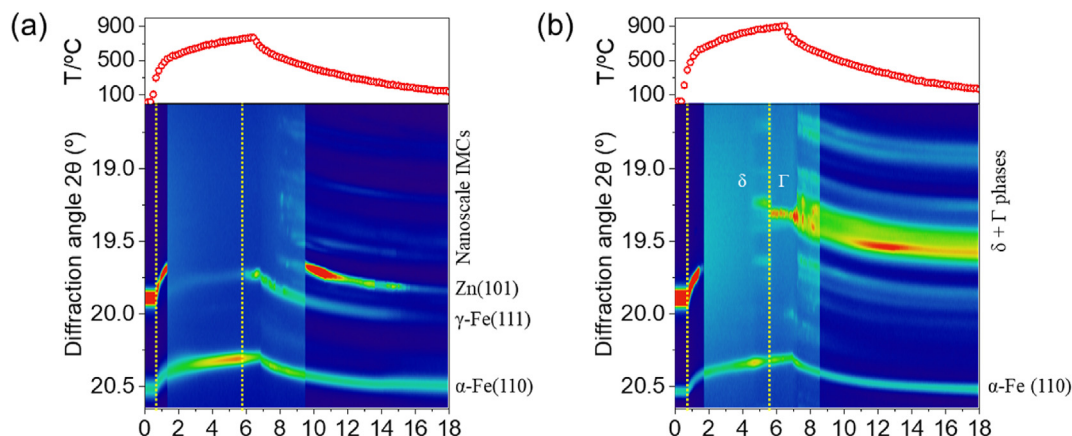 (a)
T/°C
900
500
100
Diffraction angle 2θ (°)
19.0
19.5
20.0
20.5
Nanoscale IMCs
Zn(101)
γ-Fe(111)
α-Fe(110)
0 2 4 6 8 10 12 14 16 18
(b)
T/°C
900
500
100
Diffraction angle 2θ (°)
19.0
19.5
20.0
20.5
δ Γ
δ + Γ phases
α-Fe (110)
0 2 4 6 8 10 12 14 16 18